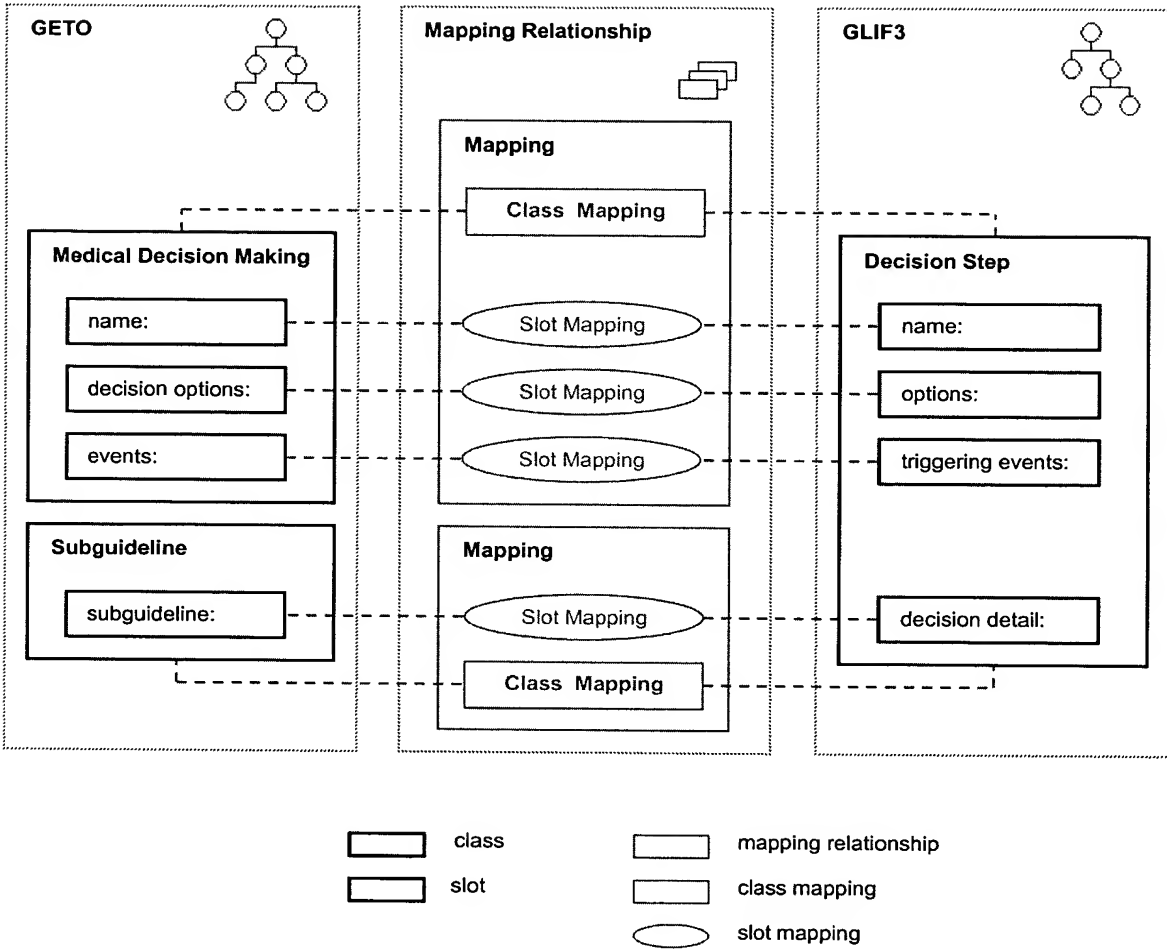 GETO
Mapping Relationship
GLIF3
Mapping
Class Mapping
Medical Decision Making
Decision Step
name:
Slot Mapping
name:
decision options:
Slot Mapping
options:
events:
Slot Mapping
triggering events:
Subguideline
Mapping
subguideline:
Slot Mapping
decision detail:
Class Mapping
class
mapping relationship
slot
class mapping
slot mapping